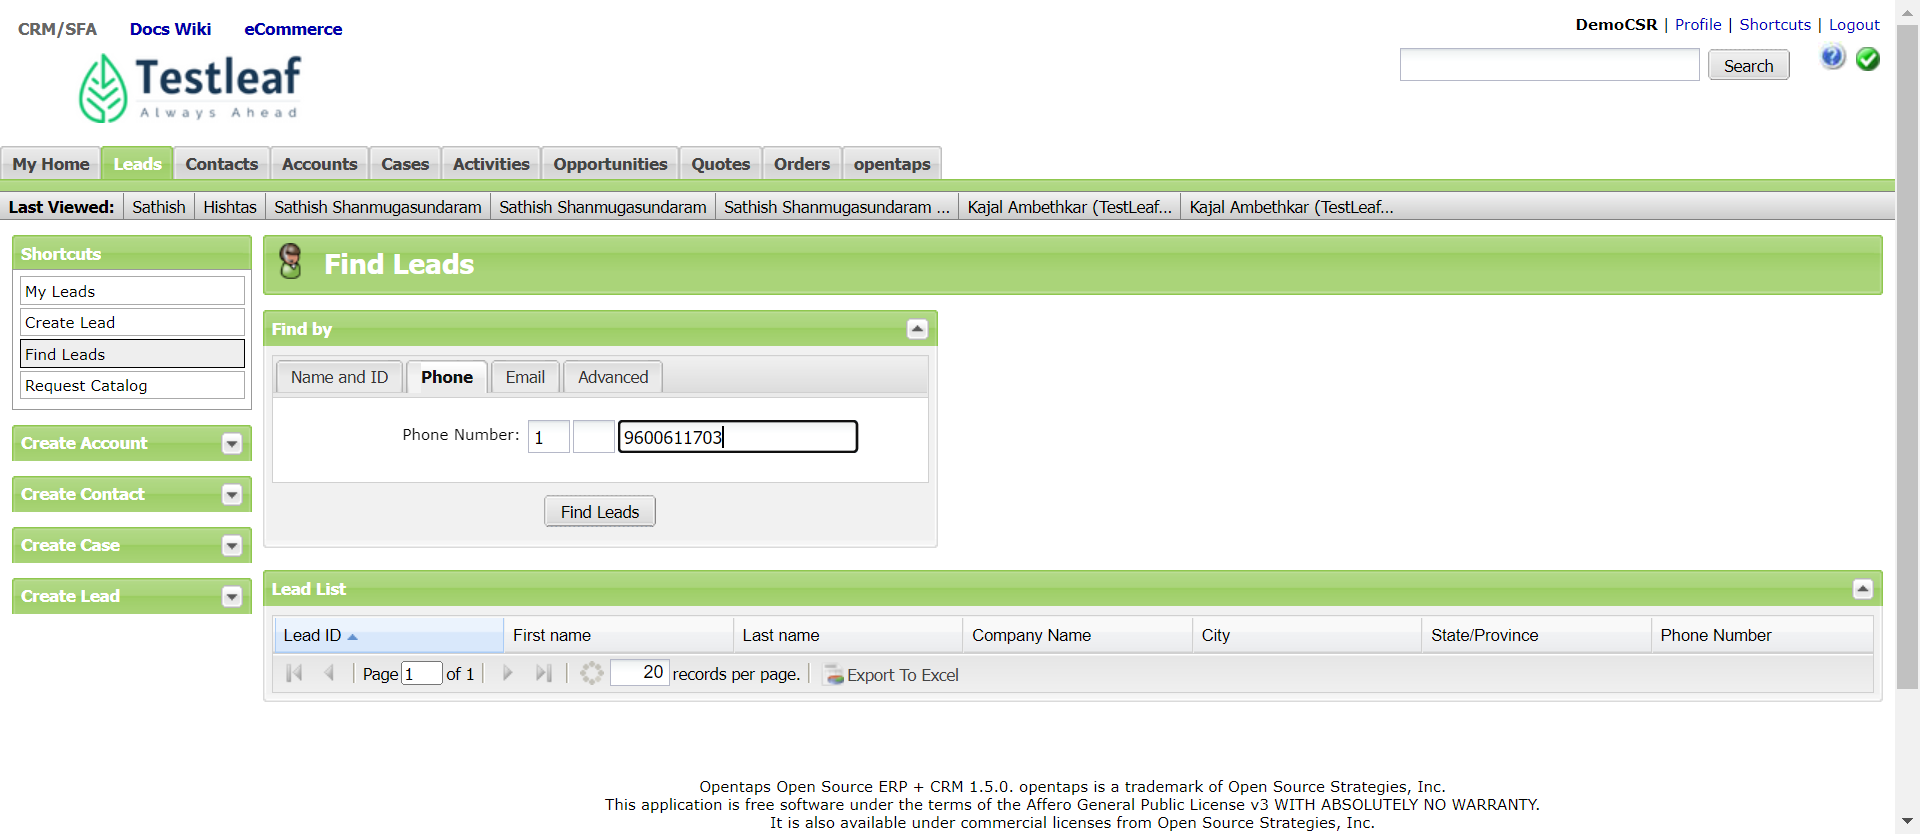 CRM/SFA Docs Wiki eCommerce
DemoCSR | Profile | Shortcuts | Logout
Testleaf
Always Ahead
Search
My Home Leads Contacts Accounts Cases Activities Opportunities Quotes Orders opentaps
Last Viewed: Sathish Hishtas Sathish Shanmugasundaram Sathish Shanmugasundaram Sathish Shanmugasundaram ... Kajal Ambethkar (TestLeaf... Kajal Ambethkar (TestLeaf...
Shortcuts
My Leads
Create Lead
Find Leads
Request Catalog
Create Account
Create Contact
Create Case
Create Lead
Find Leads
Find by
Name and ID Phone Email Advanced
Phone Number: 1 9600611703
Find Leads
Lead List
Lead ID First name Last name Company Name City State/Province Phone Number
Page 1 of 1 20 records per page. Export To Excel
Opentaps Open Source ERP + CRM 1.5.0. opentaps is a trademark of Open Source Strategies, Inc.
This application is free software under the terms of the Affero General Public License v3 WITH ABSOLUTELY NO WARRANTY.
It is also available under commercial licenses from Open Source Strategies, Inc.